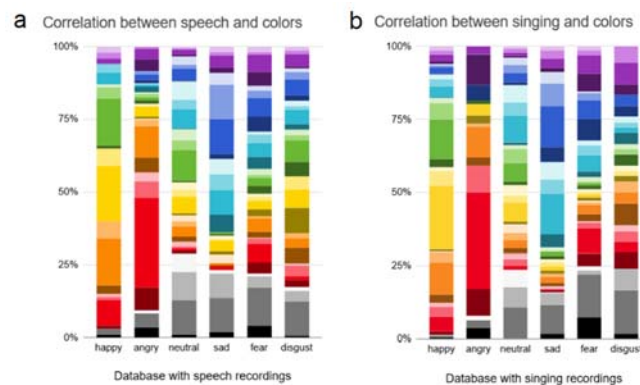 a Correlation between speech and colors
100%
75%
50%
25%
0%
happy angry neutral sad fear disgust
Database with speech recordings
b Correlation between singing and colors
100%
75%
50%
25%
0%
happy angry neutral sad fear disgust
Database with singing recordings